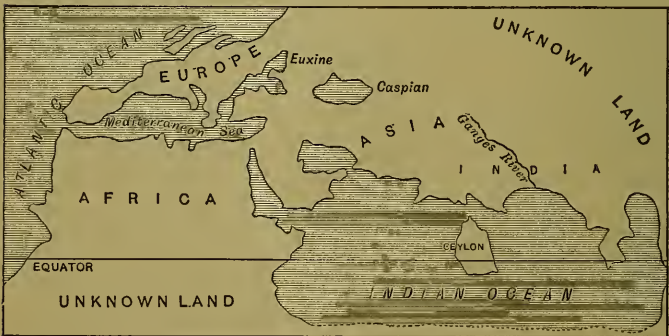 UNKNOWN LAND
ATLANTIC OCEAN
EUROPE
Euxine
Caspian
Mediterranean Sea
ASIA
Ganges River
INDIA
AFRICA
CEYLON
EQUATOR
INDIAN OCEAN
UNKNOWN LAND